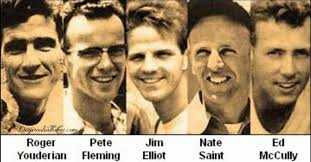 Roger Pete Jim Nate Ed
Youderian Fleming Elliot Saint McCully